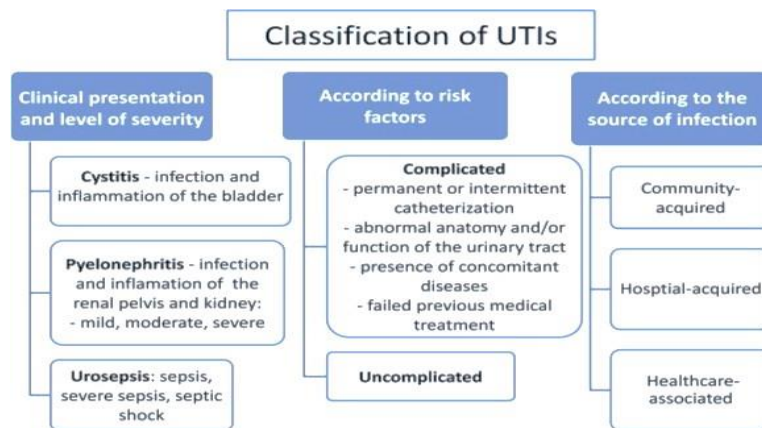 Classification of UTIs
Clinical presentation
and level of severity
Cystitis - infection and
inflammation of the bladder
Pyelonephritis - infection
and inflamation of the
renal pelvis and kidney:
- mild, moderate, severe
Urosepsis: sepsis,
severe sepsis, septic
shock
According to risk
factors
Complicated
- permanent or intermittent
catheterization
- abnormal anatomy and/or
function of the urinary tract
- presence of concomitant
diseases
- failed previous medical
treatment
Uncomplicated
According to the
source of infection
Community-
acquired
Hosptial-acquired
Healthcare-
associated